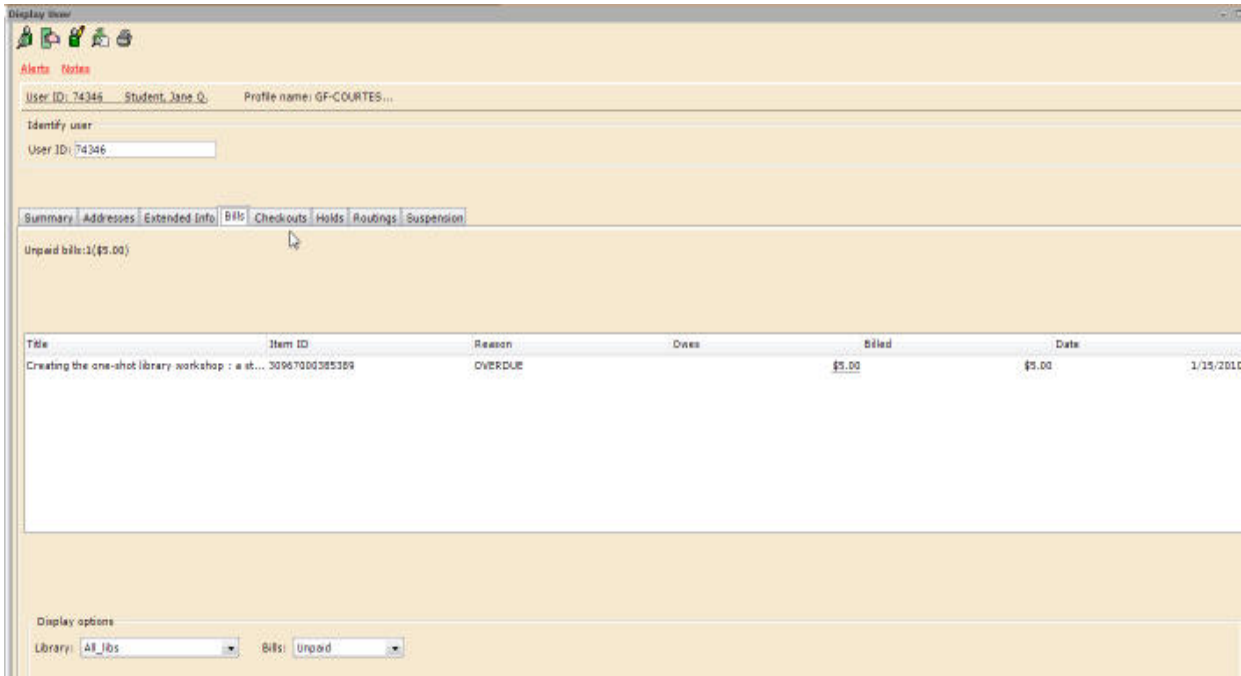 Display User
Alerts Notes
User ID: 74346 Student, Jane Q. Profile name: GF-COURTES...
Identify user
User ID: 74346
Summary Addresses Extended Info Bills Checkouts Holds Routings Suspension
Unpaid bills:1($5.00)
Title Item ID Reason Owes Billed Date
Creating the one-shot library workshop : a st... 30967000385389 OVERDUE $5.00 $5.00 1/15/2010
Display options
Library: All_libs Bills: Unpaid